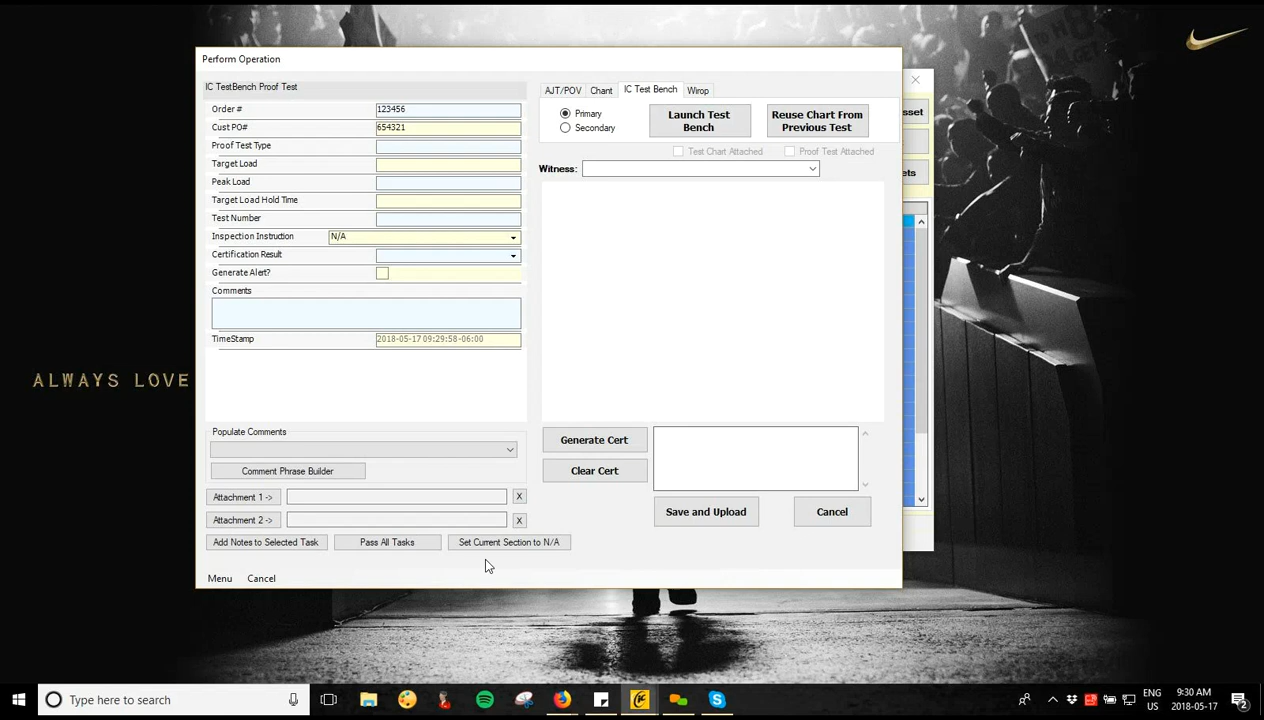 Perform Operation
IC TestBench Proof Test
Order # 123456
Cust PO# 654321
Proof Test Type
Target Load
Peak Load
Target Load Hold Time
Test Number
Inspection Instruction N/A
Certification Result
Generate Alert?
Comments
TimeStamp 2018-05-17 09:29:58-06:00
Populate Comments
Comment Phrase Builder
Attachment 1 -> X
Attachment 2 -> X
Add Notes to Selected Task Pass All Tasks Set Current Section to N/A
Menu Cancel
AJT/POV Chant IC Test Bench Wirop
Primary
Secondary
Launch Test
Bench
Reuse Chart From
Previous Test
Test Chart Attached Proof Test Attached
Witness:
Generate Cert
Clear Cert
Save and Upload Cancel
sset
ets
ALWAYS LOVE
Type here to search
ENG
US
9:30 AM
2018-05-17
2